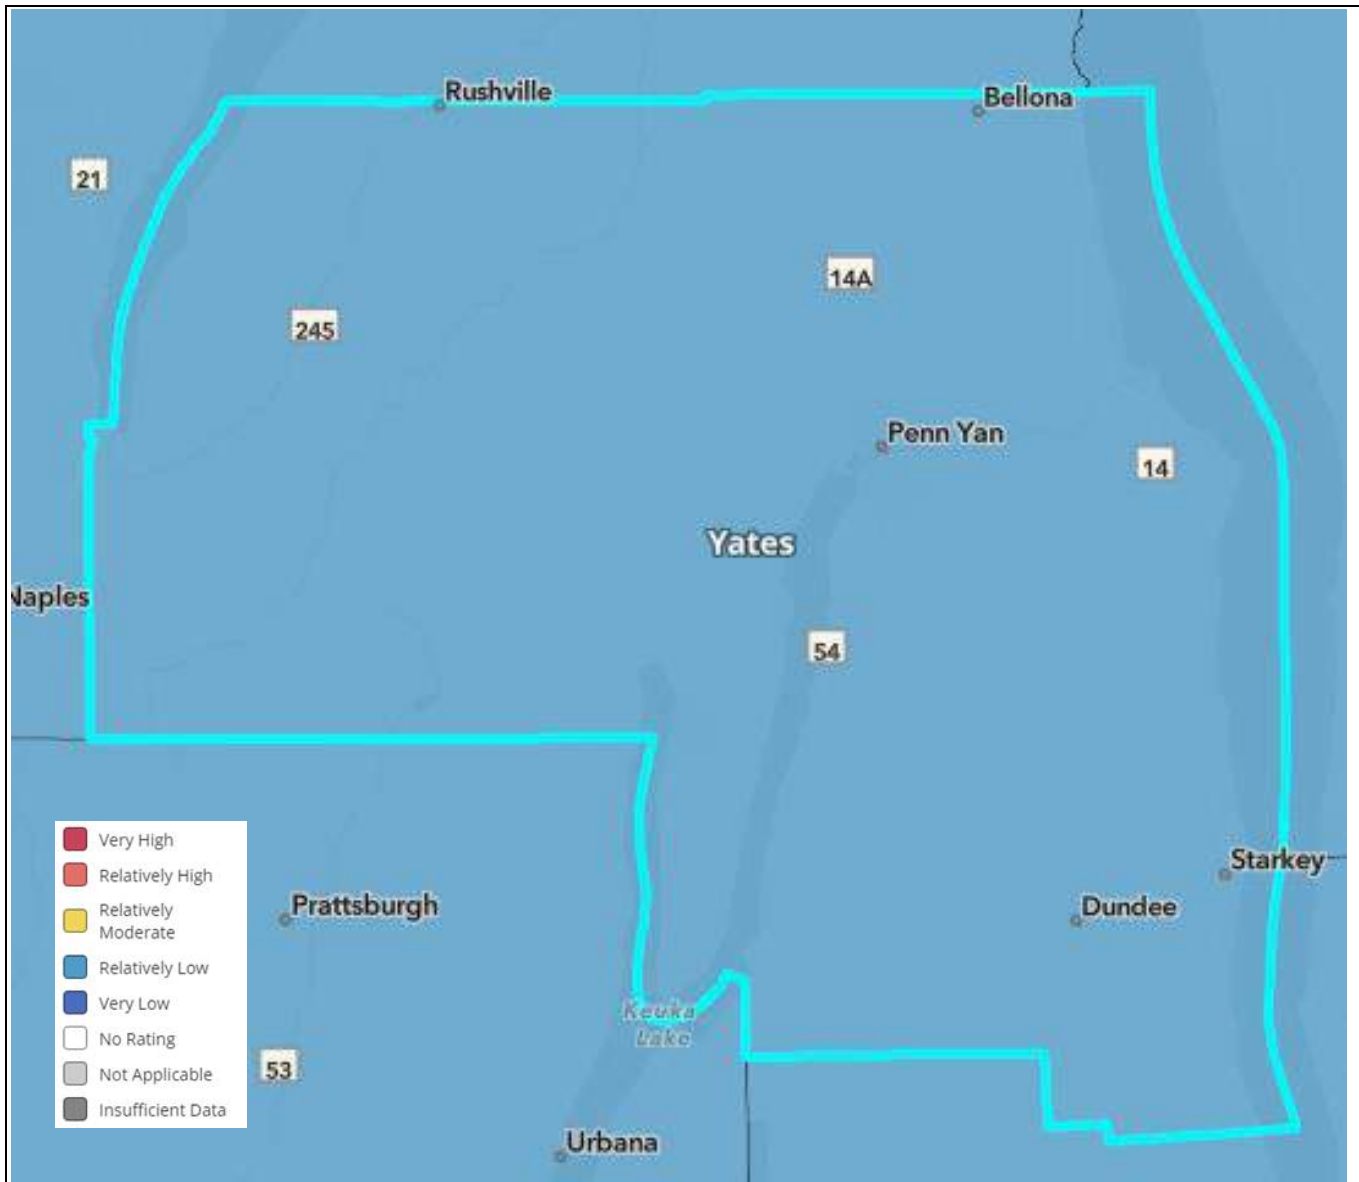 Rushville
Bellona
21
14A
245
Penn Yan
14
Yates
Naples
54
Starkey
Prattsburgh
Dundee
Keuka
Lake
53
Urbana
Very High
Relatively High
Relatively
Moderate
Relatively Low
Very Low
No Rating
Not Applicable
Insufficient Data